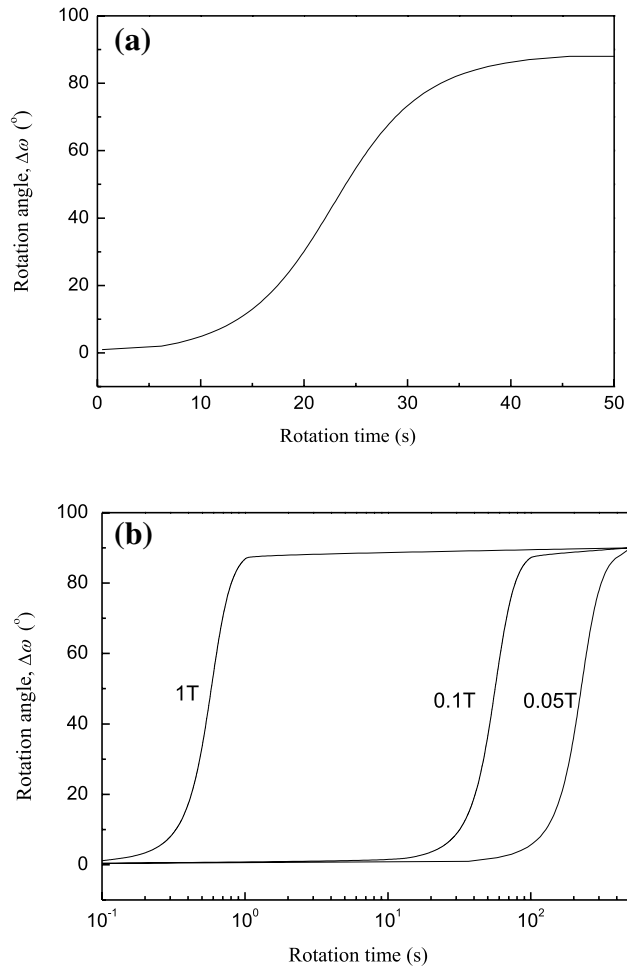 (a)
Rotation angle, Δω (°)
100
80
60
40
20
0
0 10 20 30 40 50
Rotation time (s)
(b)
Rotation angle, Δω (°)
100
80
60
40
20
0
1T
0.1T
0.05T
10⁻¹ 10⁰ 10¹ 10²
Rotation time (s)